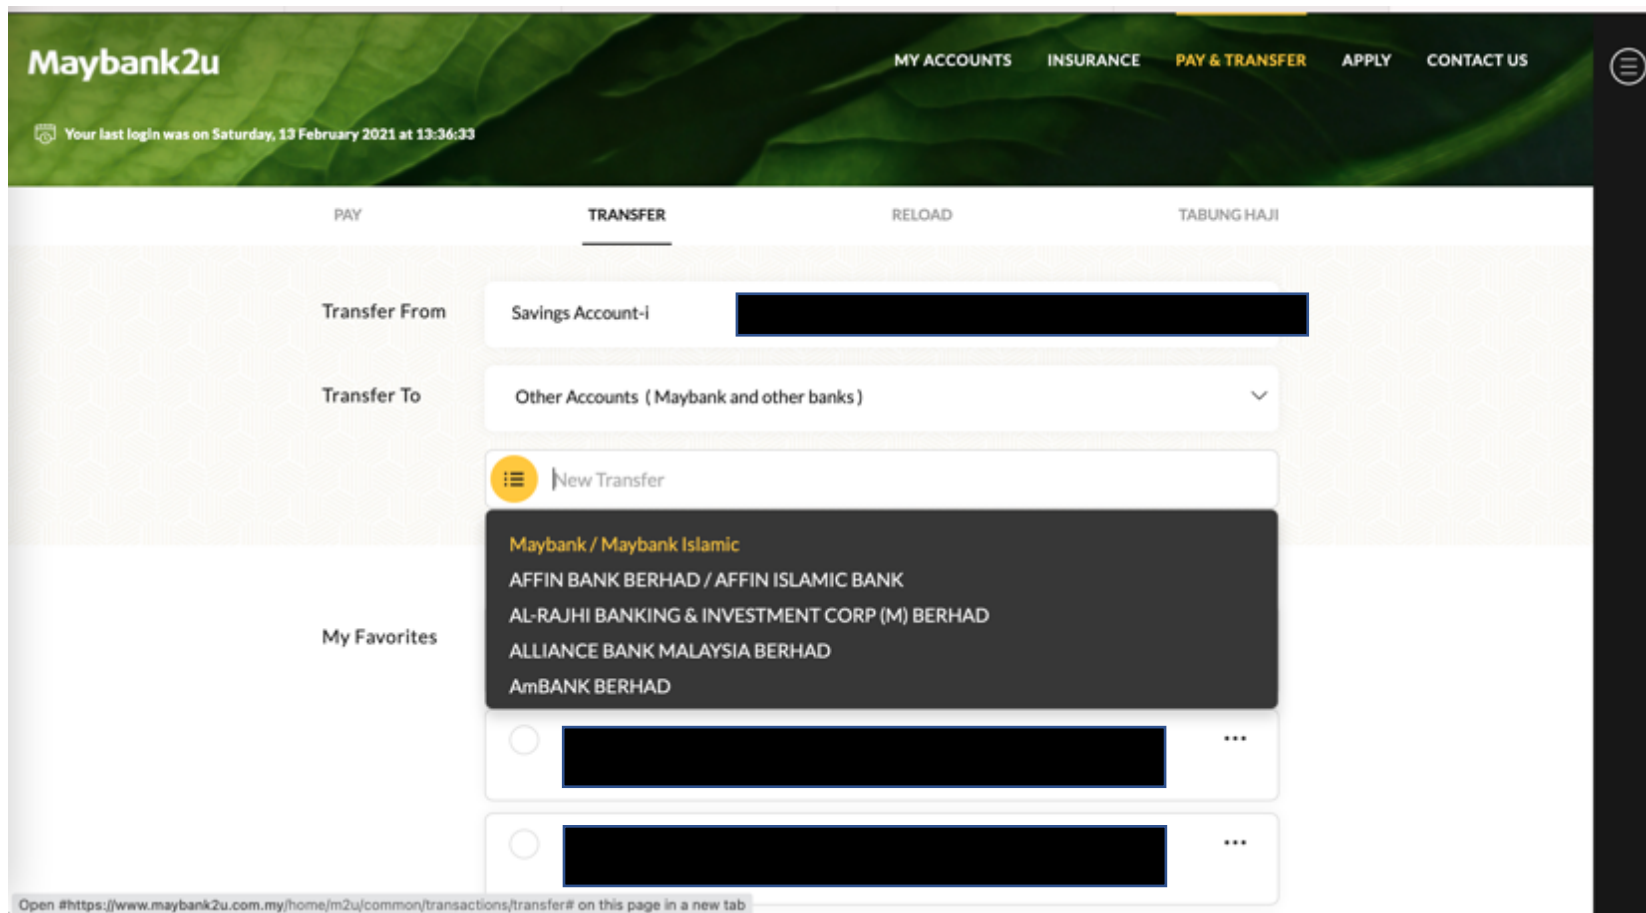 Maybank2u
MY ACCOUNTS INSURANCE PAY & TRANSFER APPLY CONTACT US
Your last login was on Saturday, 13 February 2021 at 13:36:33
PAY TRANSFER RELOAD TABUNG HAJI
Transfer From Savings Account-i
Transfer To Other Accounts ( Maybank and other banks )
New Transfer
Maybank / Maybank Islamic
AFFIN BANK BERHAD / AFFIN ISLAMIC BANK
AL-RAJHI BANKING & INVESTMENT CORP (M) BERHAD
My Favorites
ALLIANCE BANK MALAYSIA BERHAD
AmBANK BERHAD
Open #https://www.maybank2u.com.my/home/m2u/common/transactions/transfer# on this page in a new tab